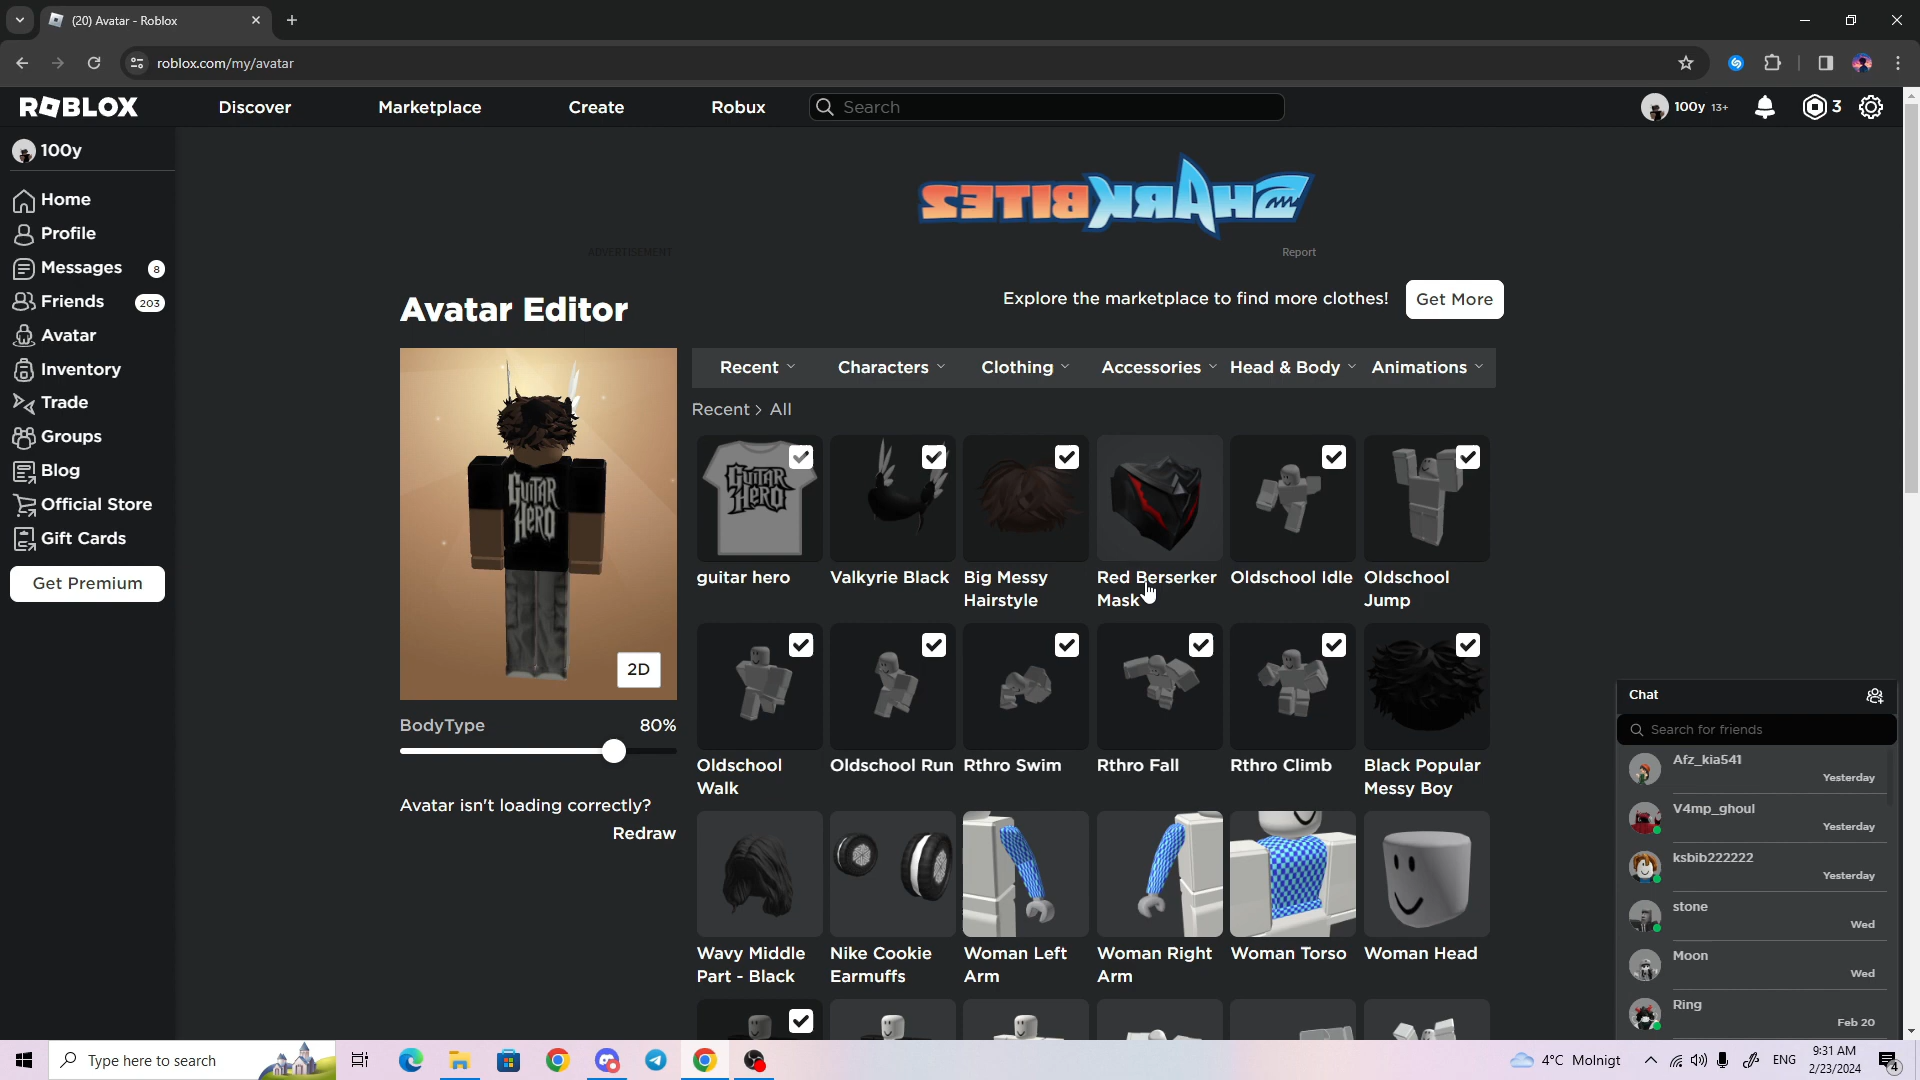 (20) Avatar - Roblox
roblox.com/my/avatar
ROBLOX
Discover
Marketplace
Create
Robux
Search
100y 13+
3
100y
Home
Profile
Messages 8
Friends 203
Avatar
Inventory
Trade
Groups
Blog
Official Store
Gift Cards
Get Premium
SHARKBITE2
ADVERTISEMENT
Report
Avatar Editor
Explore the marketplace to find more clothes!
Get More
GUITAR
HERO
2D
BodyType 80%
Avatar isn't loading correctly?
Redraw
Recent
Characters
Clothing
Accessories
Head & Body
Animations
Recent > All
GUITAR
HERO
guitar hero
Valkyrie Black
Big Messy
Hairstyle
Red Berserker
Mask
Oldschool Idle
Oldschool
Jump
Oldschool
Walk
Oldschool Run
Rthro Swim
Rthro Fall
Rthro Climb
Black Popular
Messy Boy
Wavy Middle
Part - Black
Nike Cookie
Earmuffs
Woman Left
Arm
Woman Right
Arm
Woman Torso
Woman Head
Chat
Search for friends
Afz_kia541
Yesterday
V4mp_ghoul
Yesterday
ksbib222222
Yesterday
stone
Wed
Moon
Wed
Ring
Feb 20
Type here to search
4°C Molnigt
ENG
9:31 AM
2/23/2024
4